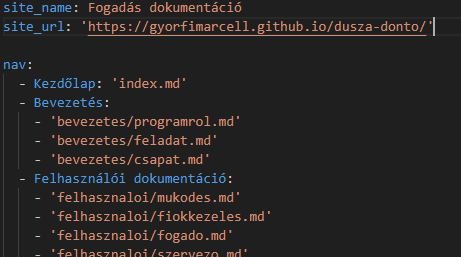 site_name: Fogadás dokumentáció
site_url: 'https://gyorfimarcell.github.io/dusza-donto/'
nav:
- Kezdőlap: 'index.md'
- Bevezetés:
- 'bevezetes/programrol.md'
- 'bevezetes/feladat.md'
- 'bevezetes/csapat.md'
- Felhasználói dokumentáció:
- 'felhasznaloi/mukodes.md'
- 'felhasznaloi/fiokkezeles.md'
- 'felhasznaloi/fogado.md'
- 'felhasznaloi/szervezo.md'